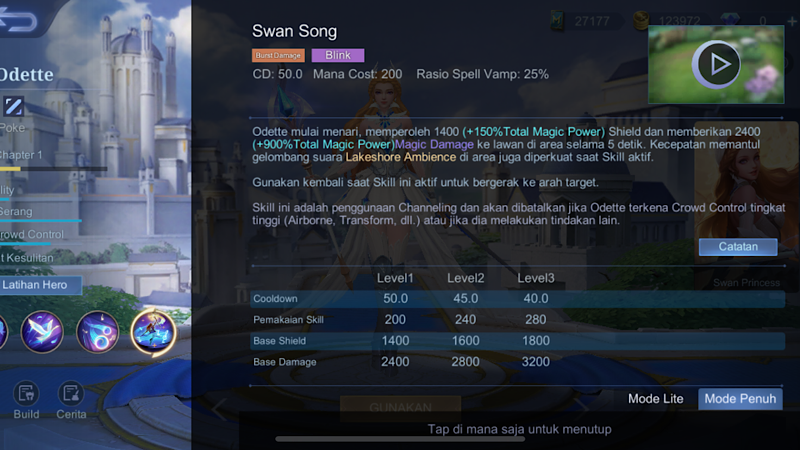 Swan Song
27177
123972
0
Burst Damage
Blink
CD: 50.0 Mana Cost: 200 Rasio Spell Vamp: 25%
Odette
Poke
Chapter 1
Serang
Crowd Control
Kesulitan
Latihan Hero
Build
Cerita
Odette mulai menari, memperoleh 1400 (+150%Total Magic Power) Shield dan memberikan 2400
(+900%Total Magic Power)Magic Damage ke lawan di area selama 5 detik. Kecepatan memantul
gelombang suara Lakeshore Ambience di area juga diperkuat saat Skill aktif.
Gunakan kembali saat Skill ini aktif untuk bergerak ke arah target.
Skill ini adalah penggunaan Channeling dan akan dibatalkan jika Odette terkena Crowd Control tingkat
tinggi (Airborne, Transform, dll.) atau jika dia melakukan tindakan lain.
Catatan
Swan Princess
Level1 Level2 Level3
Cooldown 50.0 45.0 40.0
Pemakaian Skill 200 240 280
Base Shield 1400 1600 1800
Base Damage 2400 2800 3200
Mode Lite
Mode Penuh
GUNAKAN
Tap di mana saja untuk menutup